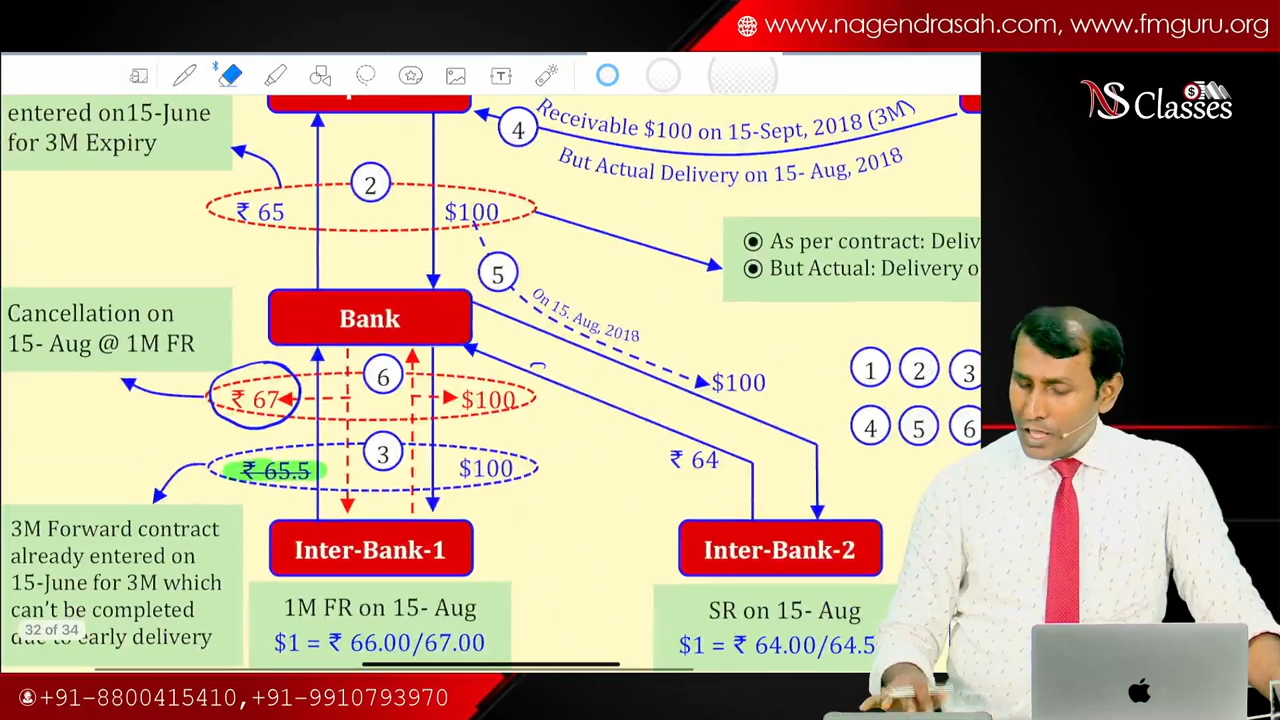 www.nagendrasah.com, www.fmguru.org
NS Classes
entered on15-June
for 3M Expiry
4
Receivable $100 on 15-Sept, 2018 (3M)
But Actual Delivery on 15- Aug, 2018
2
₹ 65
$100
5
On 15. Aug, 2018
$100
As per contract: Deliv
But Actual: Delivery o
Cancellation on
15- Aug @ 1M FR
Bank
6
₹ 67
$100
3
₹ 65.5
$100
₹ 64
1 2 3
4 5 6
3M Forward contract
already entered on
15-June for 3M which
can't be completed
early delivery
32 of 34
Inter-Bank-1
Inter-Bank-2
1M FR on 15- Aug
$1 = ₹ 66.00/67.00
SR on 15- Aug
$1 = ₹ 64.00/64.5
+91-8800415410, +91-9910793970